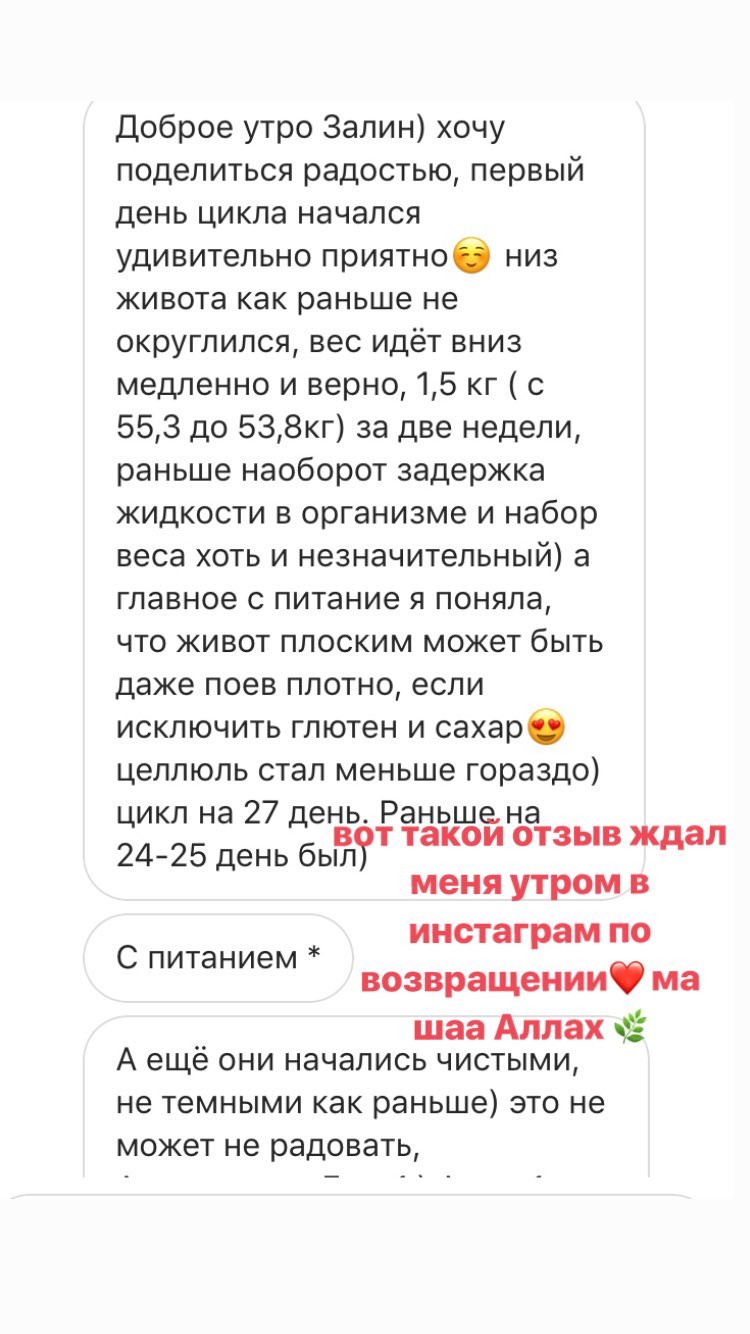 Доброе утро Залин) хочу
поделиться радостью, первый
день цикла начался
удивительно приятно☺️ низ
живота как раньше не
округлился, вес идёт вниз
медленно и верно, 1,5 кг ( с
55,3 до 53,8кг) за две недели,
раньше наоборот задержка
жидкости в организме и набор
веса хоть и незначительный) а
главное с питание я поняла,
что живот плоским может быть
даже поев плотно, если
исключить глютен и сахар😍
целлюль стал меньше гораздо)
цикл на 27 день. Раньше на
24-25 день был)
вот такой отзыв ждал
меня утром в
инстаграм по
возвращении❤️ ма
шаа Аллах 🌿
С питанием *
А ещё они начались чистыми,
не темными как раньше) это не
может не радовать,